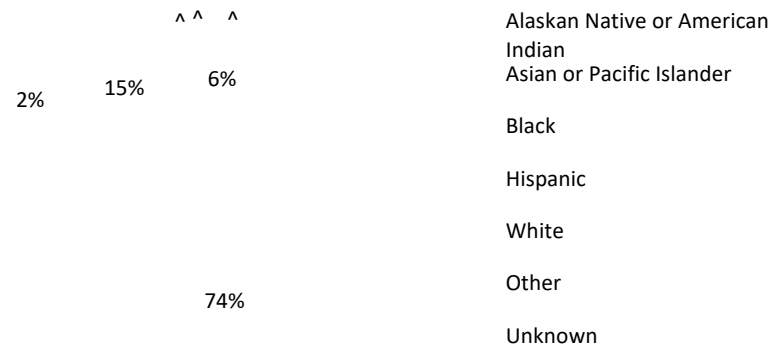 ^ ^ ^
6%
15%
2%
74%
Alaskan Native or American
Indian
Asian or Pacific Islander
Black
Hispanic
White
Other
Unknown